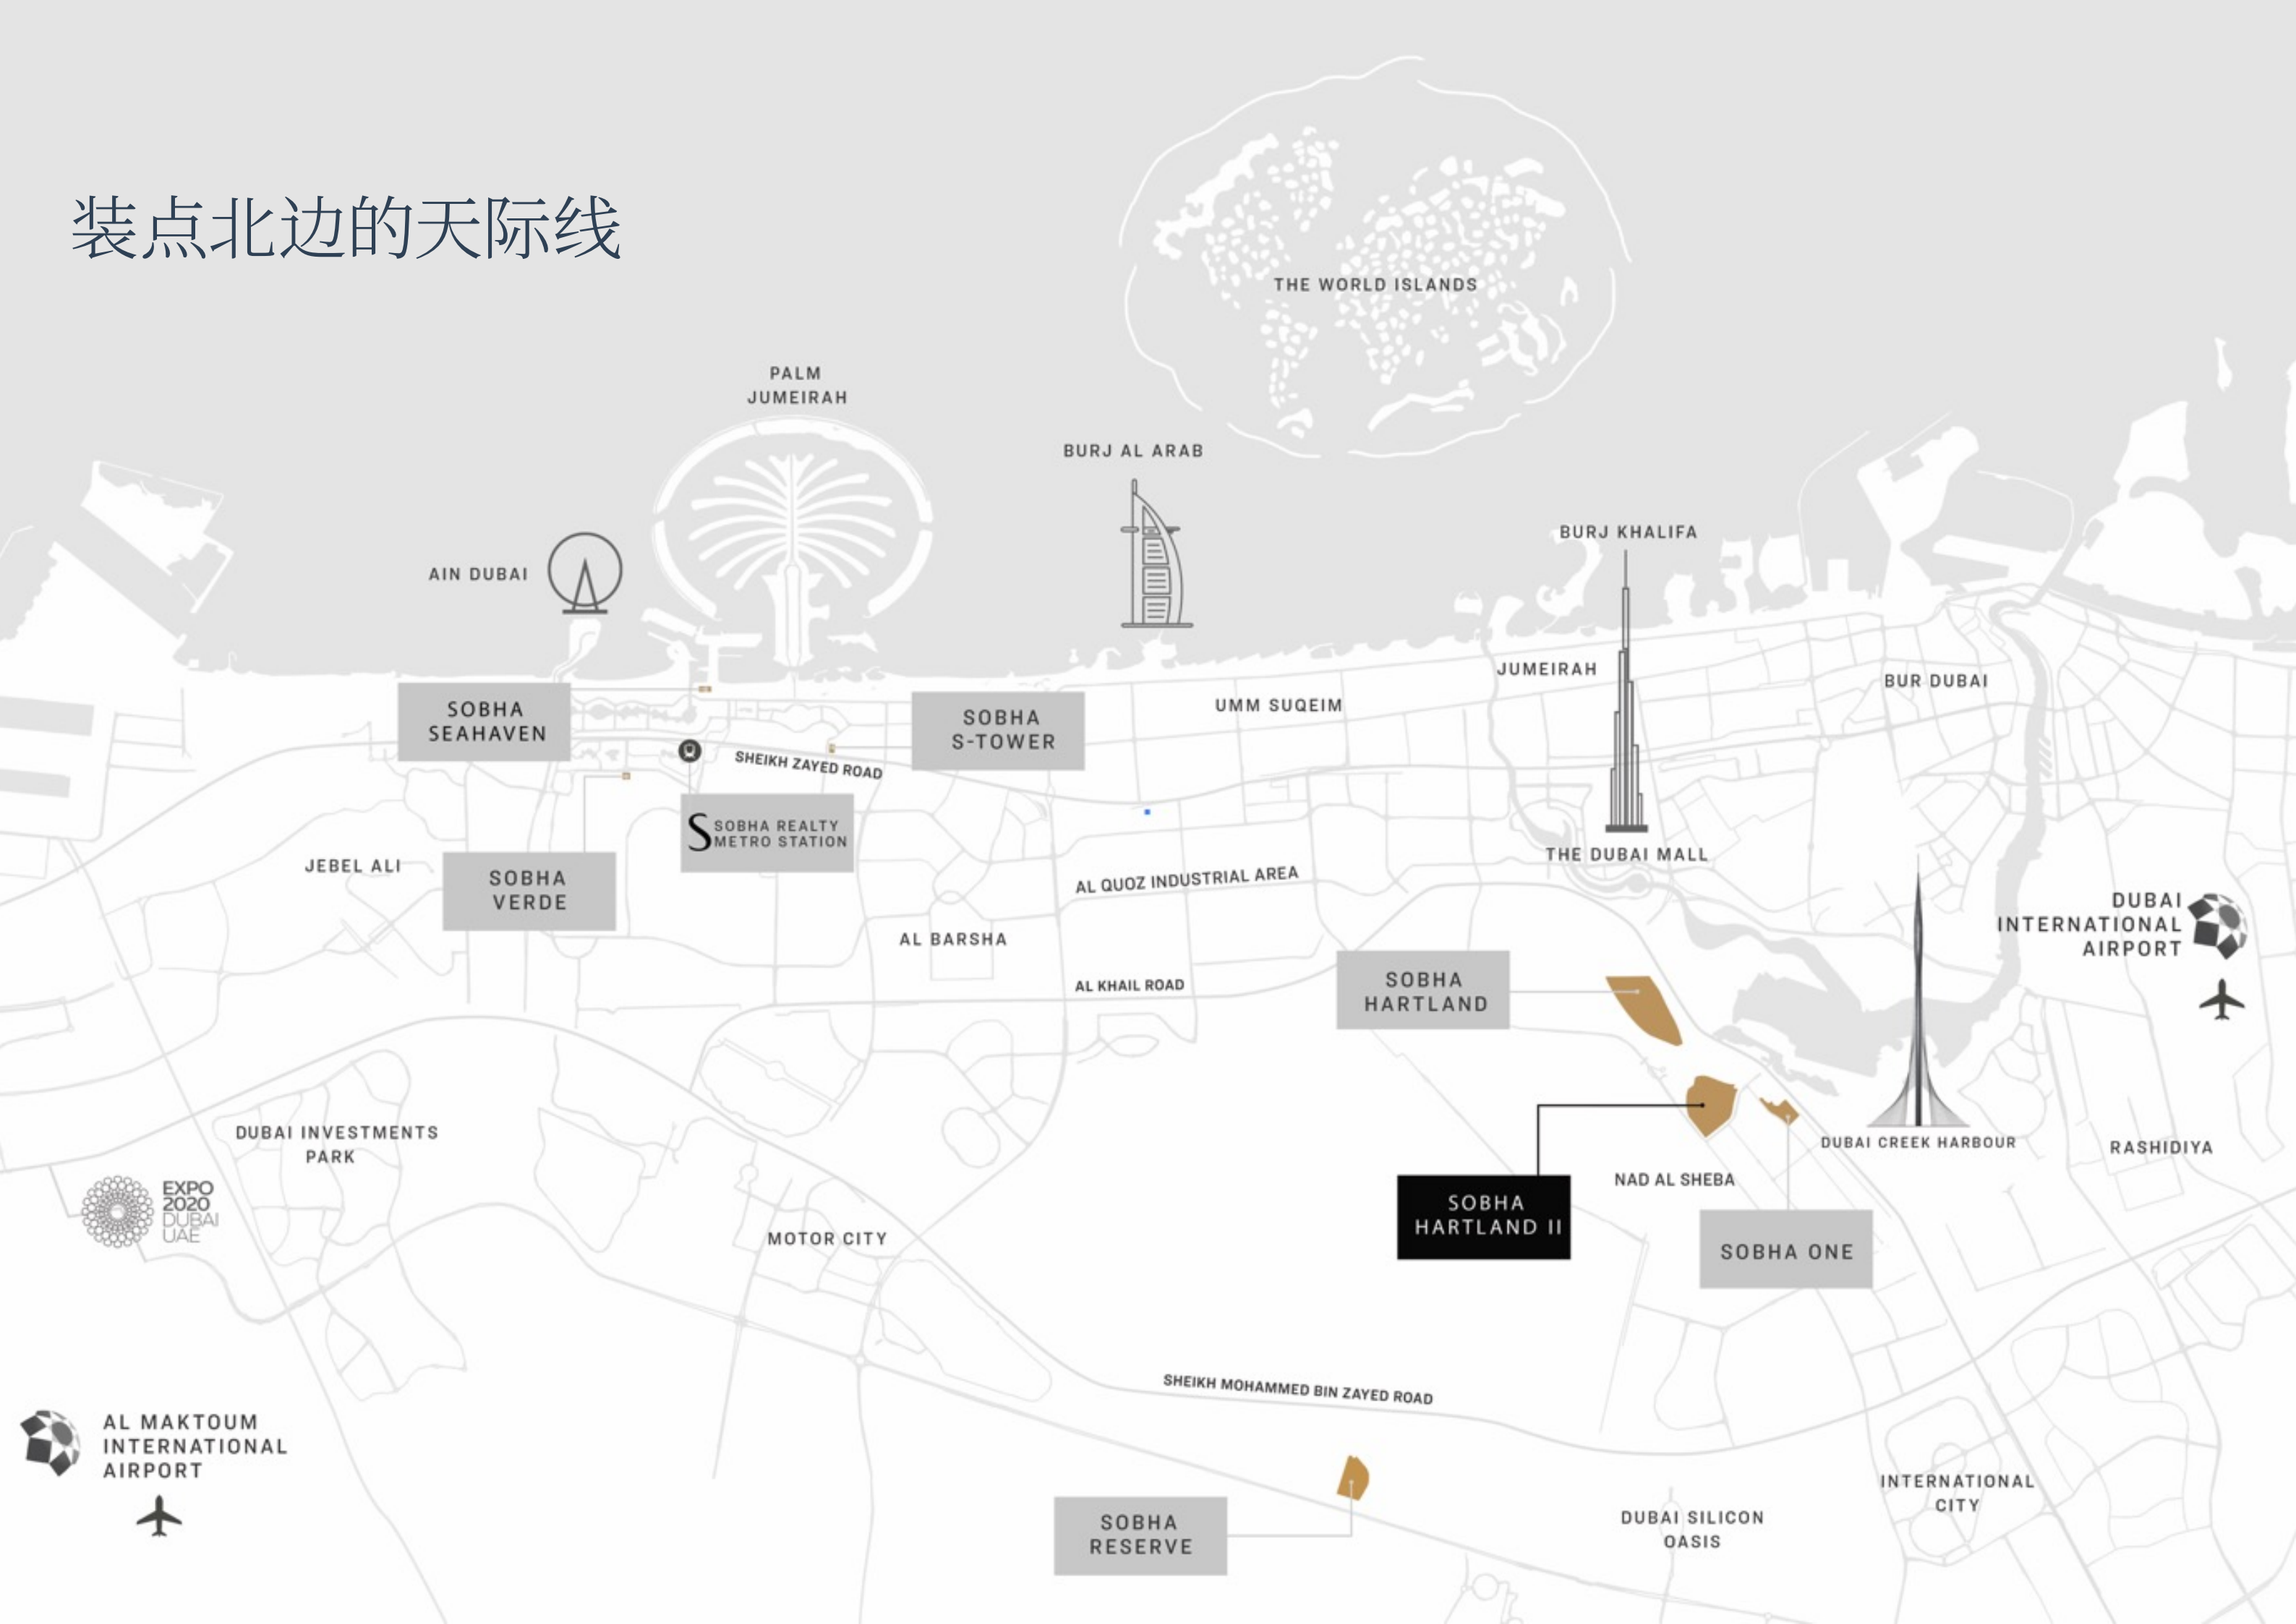 装点北边的天际线
THE WORLD ISLANDS
PALM
JUMEIRAH
BURJ AL ARAB
BURJ KHALIFA
AIN DUBAI
JUMEIRAH
BUR DUBAI
UMM SUQEIM
SOBHA
SEAHAVEN
SOBHA
S-TOWER
SHEIKH ZAYED ROAD
S SOBHA REALTY
METRO STATION
JEBEL ALI
SOBHA
VERDE
THE DUBAI MALL
AL QUOZ INDUSTRIAL AREA
DUBAI
INTERNATIONAL
AIRPORT
AL BARSHA
AL KHAIL ROAD
SOBHA
HARTLAND
DUBAI INVESTMENTS
PARK
DUBAI CREEK HARBOUR
RASHIDIYA
NAD AL SHEBA
EXPO
2020
DUBAI
UAE
SOBHA
HARTLAND II
MOTOR CITY
SOBHA ONE
SHEIKH MOHAMMED BIN ZAYED ROAD
AL MAKTOUM
INTERNATIONAL
AIRPORT
INTERNATIONAL
CITY
SOBHA
RESERVE
DUBAI SILICON
OASIS